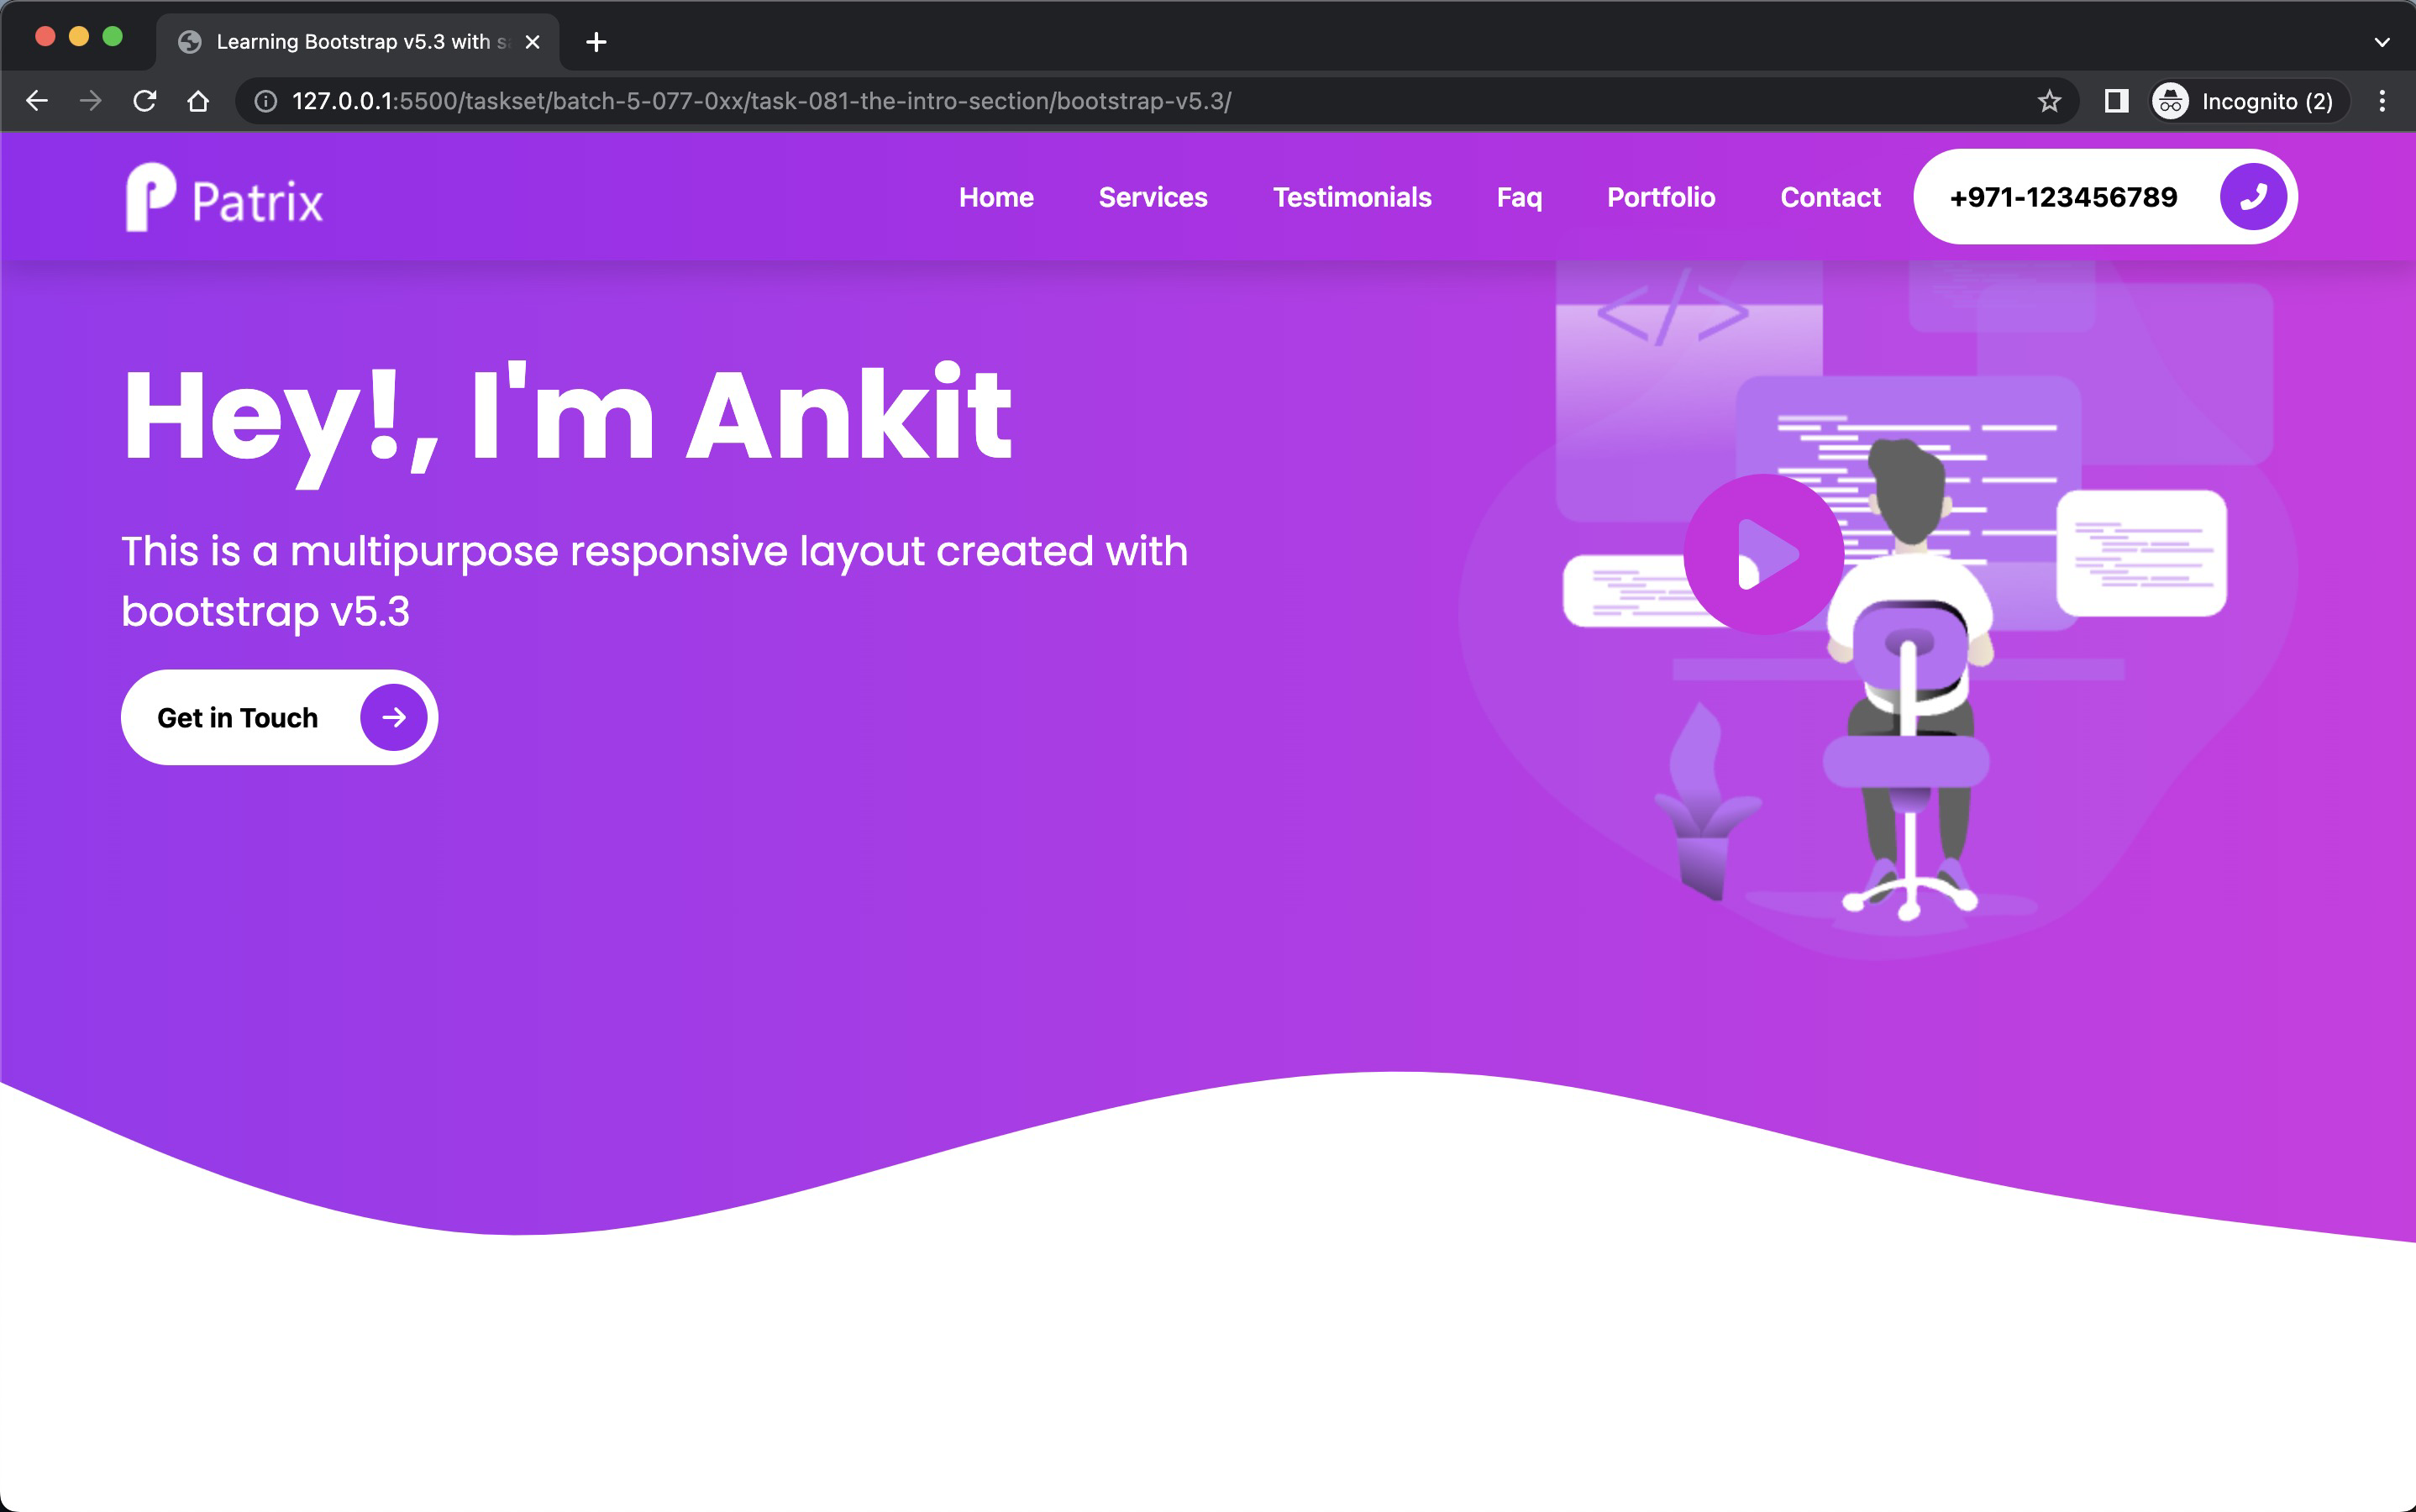 Learning Bootstrap v5.3 with
127.0.0.1:5500/taskset/batch-5-077-0xx/task-081-the-intro-section/bootstrap-v5.3/
Incognito (2)
Patrix
Home Services Testimonials Faq Portfolio Contact +971-123456789
</>
Hey!, I'm Ankit
This is a multipurpose responsive layout created with
bootstrap v5.3
Get in Touch